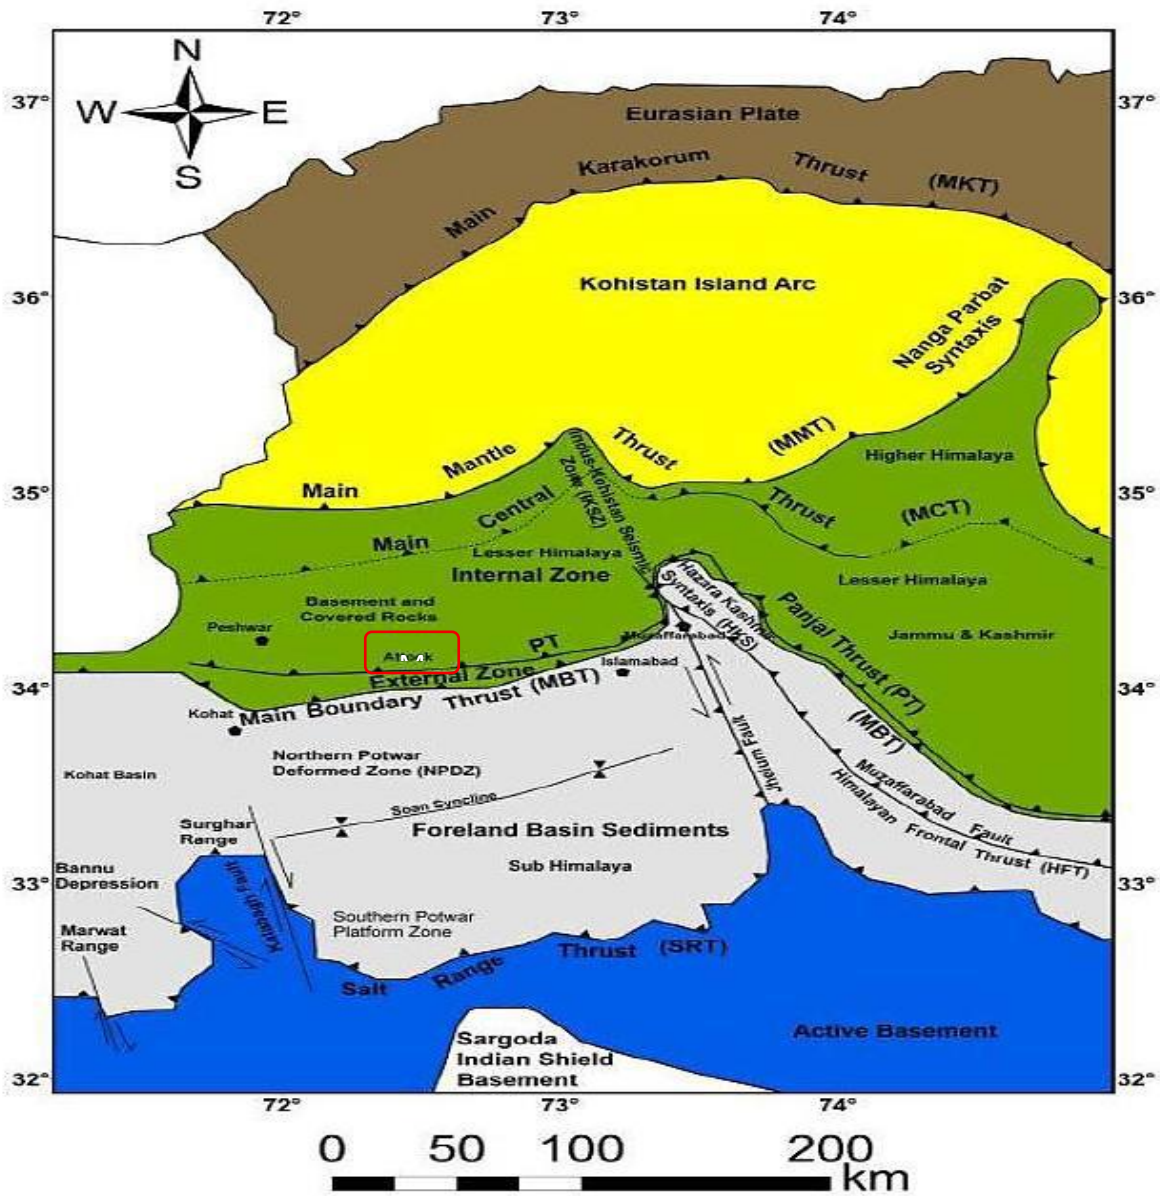 72° 73° 74°
N
W E
S
37° 37°
Eurasian Plate
Main Karakorum Thrust (MKT)
36° 36°
Kohistan Island Arc
Nanga Parbat
Syntaxis
Main Mantle Thrust (MMT)
Higher Himalaya
Indus-Kohistan Seismic
Zone (IKSZ)
35° 35°
Main Central Thrust (MCT)
Lesser Himalaya
Internal Zone
Lesser Himalaya
Hazara Kashmir
Syntaxis (HKS)
Basement and
Covered Rocks
Peshwar
Panjal Thrust (PT)
Jammu & Kashmir
Muzaffarabad
PT
Islamabad
External Zone
34° 34°
Main Boundary Thrust (MBT)
Kohat
(MBT)
Northern Potwar
Deformed Zone (NPDZ)
Kohat Basin
Jhelum Fault
Muzaffarabad Fault
Himalayan Frontal Thrust (HFT)
Soan Syncline
Surghar
Range
Foreland Basin Sediments
Sub Himalaya
33° 33°
Bannu
Depression
Kalabagh Fault
Southern Potwar
Platform Zone
Marwat
Range
Salt Range Thrust (SRT)
Active Basement
Sargoda
Indian Shield
Basement
32° 32°
72° 73° 74°
0 50 100 200
km